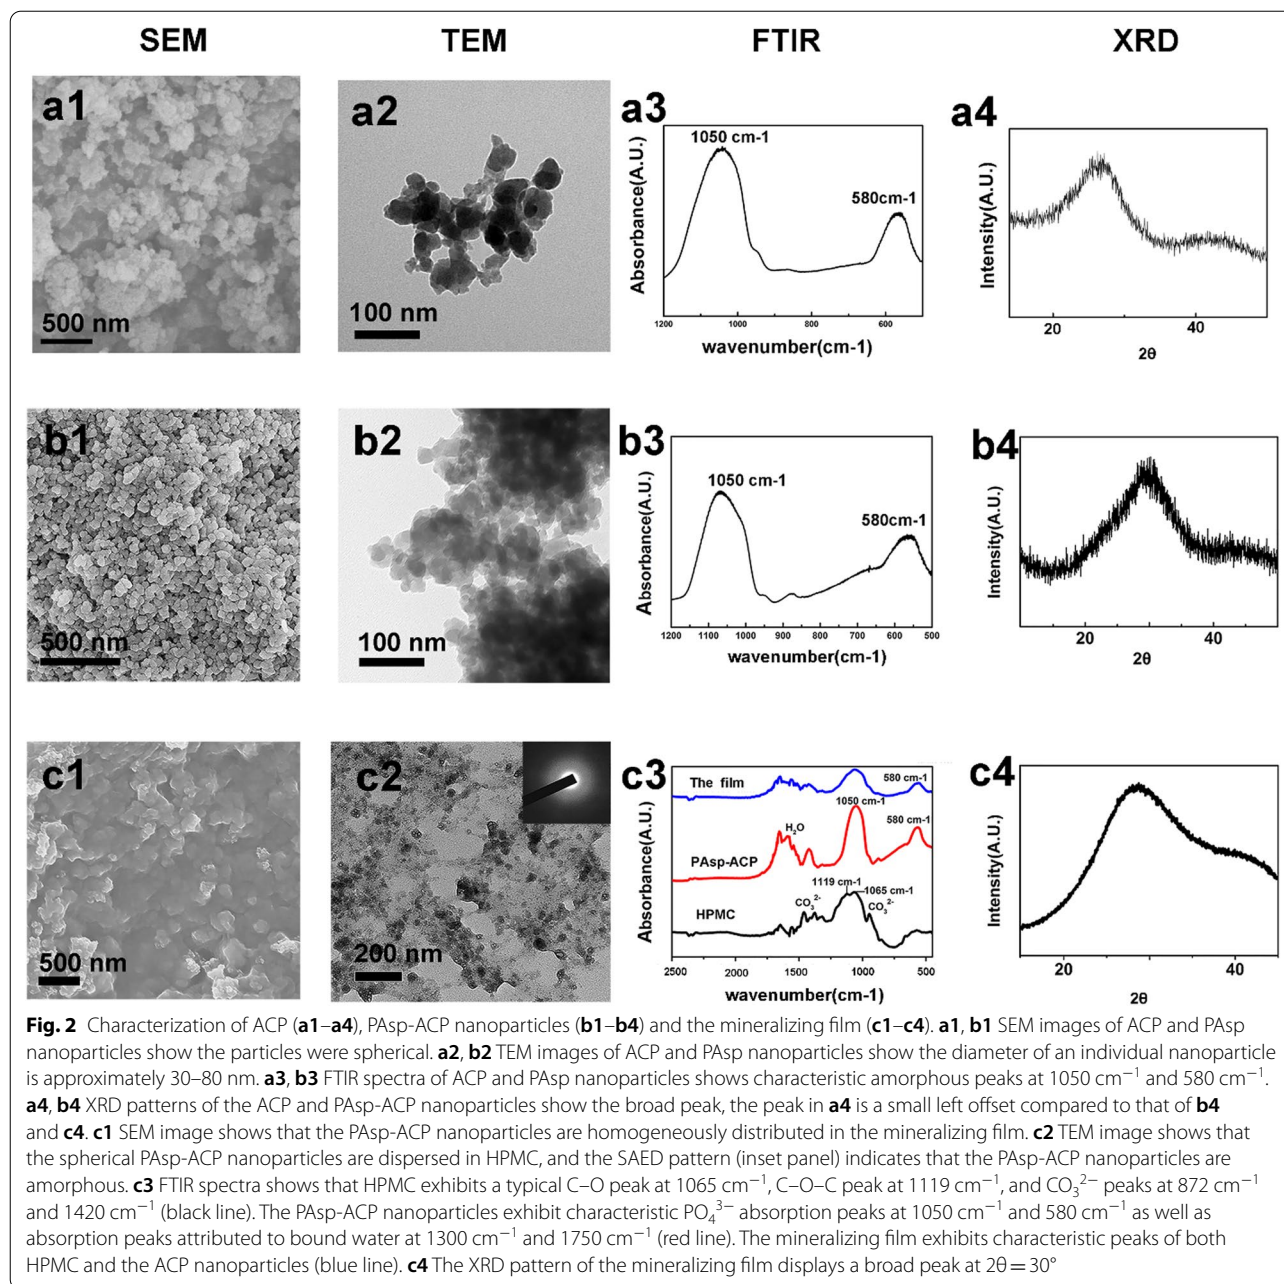 SEM TEM FTIR XRD
a1
500 nm
a2
100 nm
a3
1050 cm-1
580cm-1
Absorbance(A.U.)
1200 1000 800 600
wavenumber(cm-1)
a4
Intensity(A.U.)
20 40
2θ
b1
500 nm
b2
100 nm
b3
1050 cm-1
580cm-1
Absorbance(A.U.)
1200 1100 1000 900 800 700 600 500
wavenumber(cm-1)
b4
Intensity(A.U.)
20 40
2θ
c1
500 nm
c2
200 nm
c3
The film
580 cm-1
1050 cm-1
H₂O
580 cm-1
PAsp-ACP
1119 cm-1
1065 cm-1
CO₃²⁻
CO₃²⁻
HPMC
Absorbance(A.U.)
2500 2000 1500 1000 500
wavenumber(cm-1)
c4
Intensity(A.U.)
20 40
2θ
Fig. 2 Characterization of ACP (a1–a4), PAsp-ACP nanoparticles (b1–b4) and the mineralizing film (c1–c4). a1, b1 SEM images of ACP and PAsp
nanoparticles show the particles were spherical. a2, b2 TEM images of ACP and PAsp nanoparticles show the diameter of an individual nanoparticle
is approximately 30–80 nm. a3, b3 FTIR spectra of ACP and PAsp nanoparticles shows characteristic amorphous peaks at 1050 cm⁻¹ and 580 cm⁻¹.
a4, b4 XRD patterns of the ACP and PAsp-ACP nanoparticles show the broad peak, the peak in a4 is a small left offset compared to that of b4
and c4. c1 SEM image shows that the PAsp-ACP nanoparticles are homogeneously distributed in the mineralizing film. c2 TEM image shows that
the spherical PAsp-ACP nanoparticles are dispersed in HPMC, and the SAED pattern (inset panel) indicates that the PAsp-ACP nanoparticles are
amorphous. c3 FTIR spectra shows that HPMC exhibits a typical C–O peak at 1065 cm⁻¹, C–O–C peak at 1119 cm⁻¹, and CO₃²⁻ peaks at 872 cm⁻¹
and 1420 cm⁻¹ (black line). The PAsp-ACP nanoparticles exhibit characteristic PO₄³⁻ absorption peaks at 1050 cm⁻¹ and 580 cm⁻¹ as well as
absorption peaks attributed to bound water at 1300 cm⁻¹ and 1750 cm⁻¹ (red line). The mineralizing film exhibits characteristic peaks of both
HPMC and the ACP nanoparticles (blue line). c4 The XRD pattern of the mineralizing film displays a broad peak at 2θ = 30°